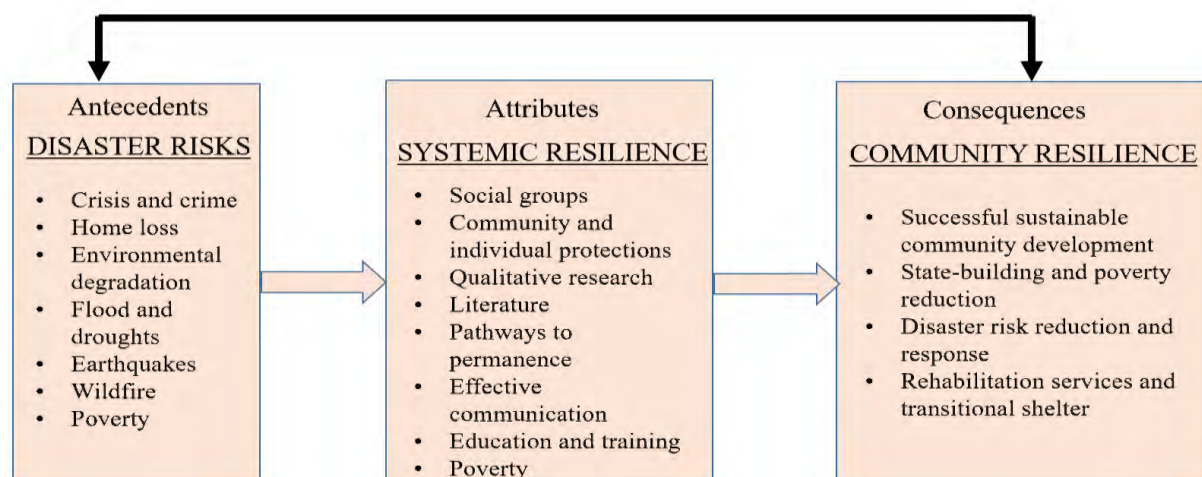 Antecedents
DISASTER RISKS
• Crisis and crime
• Home loss
• Environmental
degradation
• Flood and
droughts
• Earthquakes
• Wildfire
• Poverty
Attributes
SYSTEMIC RESILIENCE
• Social groups
• Community and
individual protections
• Qualitative research
• Literature
• Pathways to
permanence
• Effective
communication
• Education and training
• Poverty
Consequences
COMMUNITY RESILIENCE
• Successful sustainable
community development
• State-building and poverty
reduction
• Disaster risk reduction and
response
• Rehabilitation services and
transitional shelter